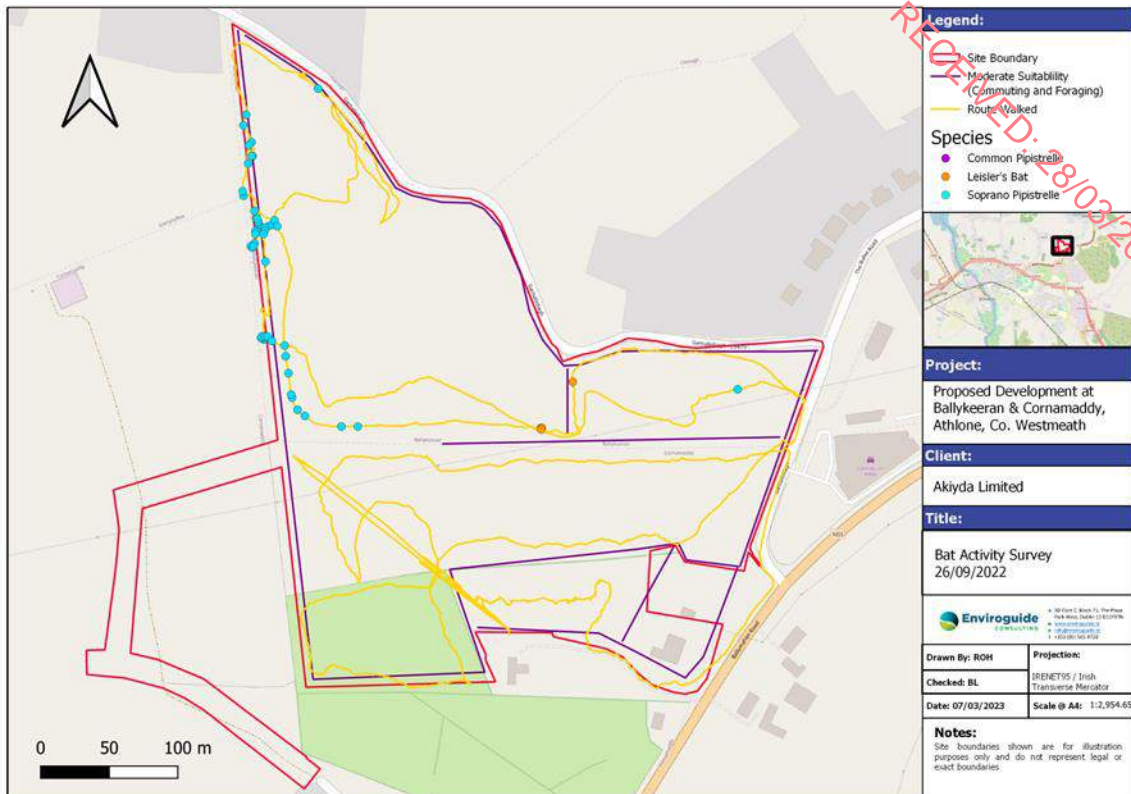 Legend:
Site Boundary
Moderate Suitablility
(Commuting and Foraging)
Route Walked
Species
Common Pipistrelle
Leisler's Bat
Soprano Pipistrelle
RECEIVED: 28/03/20
Project:
Proposed Development at
Ballykeeran & Cornamaddy,
Athlone, Co. Westmeath
Client:
Akiyda Limited
Title:
Bat Activity Survey
26/09/2022
Enviroguide
CONSULTING
Drawn By: ROH
Projection:
IRENET95 / Irish
Transverse Mercator
Checked: BL
Date: 07/03/2023
Scale @ A4: 1:2,954.65
Notes:
Site boundaries shown are for illustration
purposes only and do not represent legal or
exact boundaries
0 50 100 m
N55
Cornamaddy